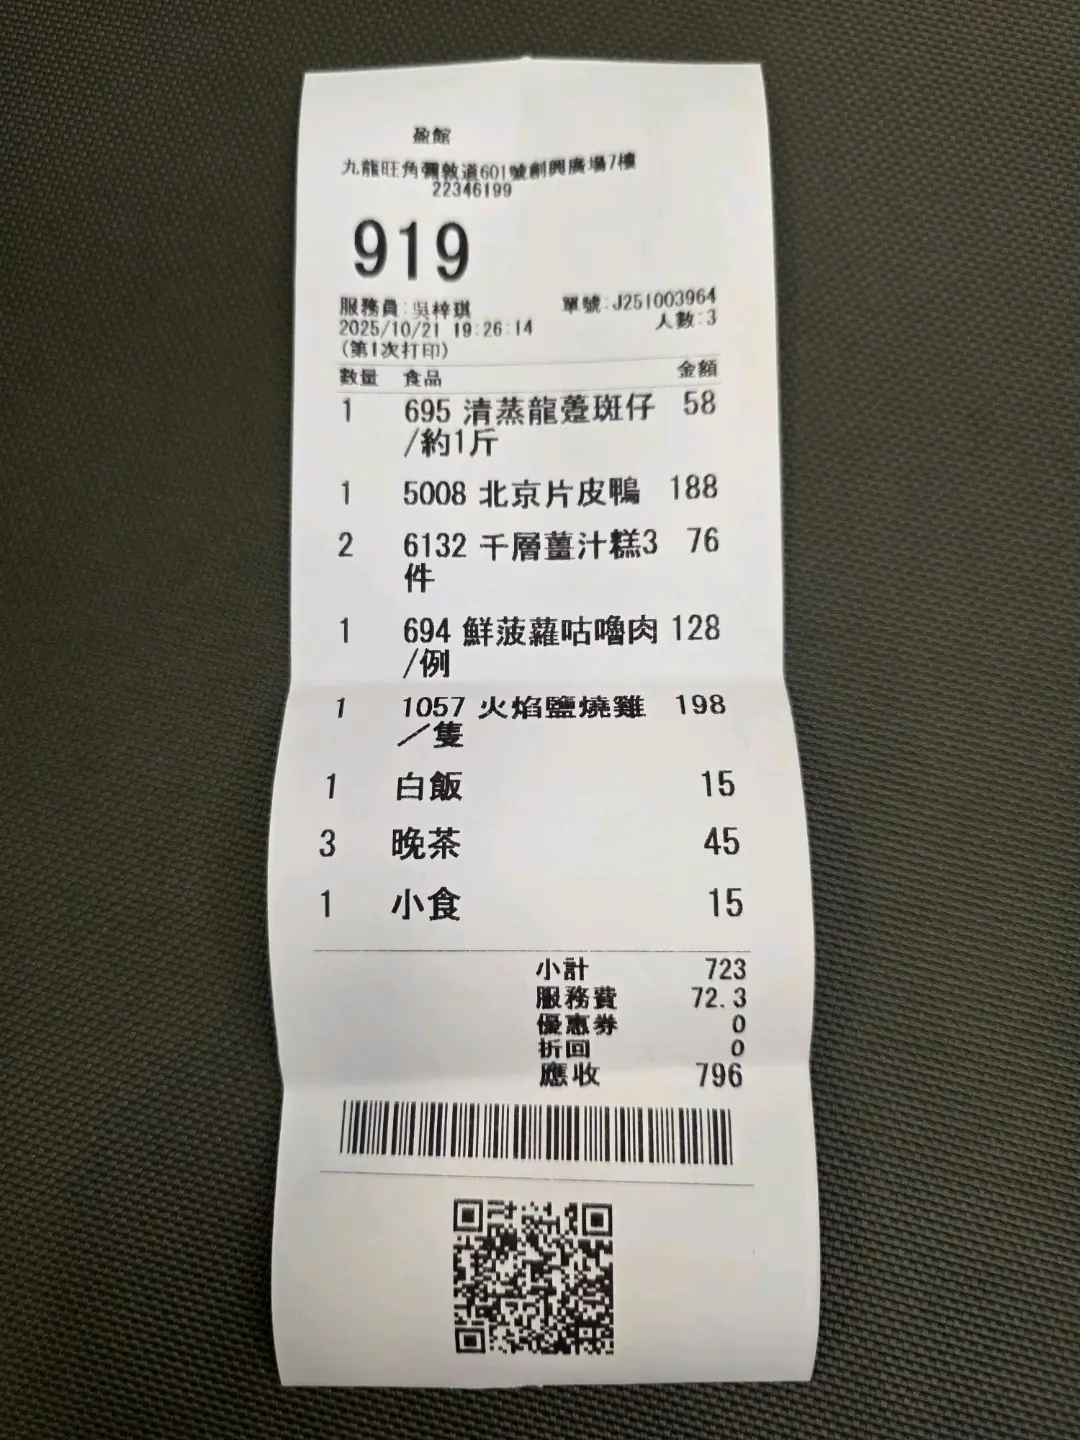 盈館
九龍旺角彌敦道601號創興廣場7樓
22346199
919
服務員:吳梓琪 單號:J251003964
2025/10/21 19:26:14 人數:3
(第1次打印)
數量 食品 金額
1 695 清蒸龍躉斑仔 58
/約1斤
1 5008 北京片皮鴨 188
2 6132 千層薑汁糕3 76
件
1 694 鮮菠蘿咕嚕肉 128
/例
1 1057 火焰鹽燒雞 198
／隻
1 白飯 15
3 晚茶 45
1 小食 15
小計 723
服務費 72.3
優惠券 0
折回 0
應收 796